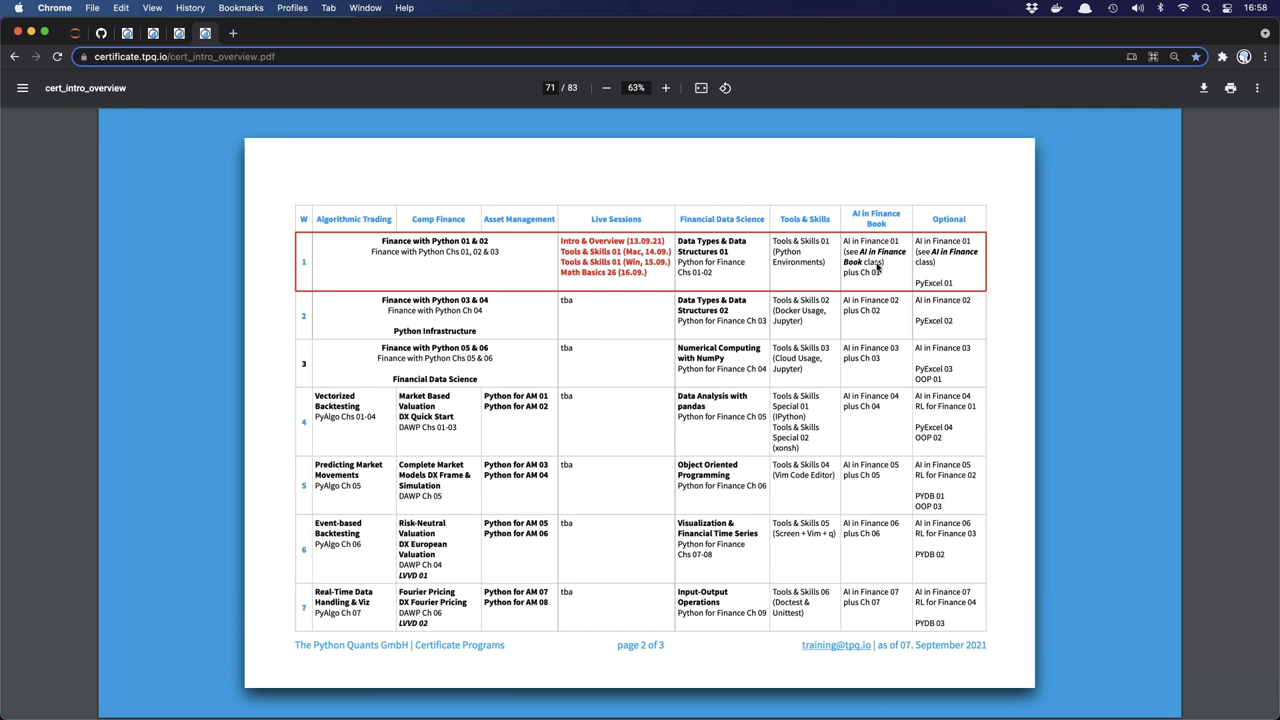 Chrome File Edit View History Bookmarks Profiles Tab Window Help 16:58
certificate.tpq.io/cert_intro_overview.pdf
cert_intro_overview 71 / 83 63%
W Algorithmic Trading Comp Finance Asset Management Live Sessions Financial Data Science Tools & Skills AI in Finance Book Optional
1
Finance with Python 01 & 02
Finance with Python Chs 01, 02 & 03
Intro & Overview (13.09.21)
Tools & Skills 01 (Mac, 14.09.)
Tools & Skills 01 (Win, 15.09.)
Math Basics 26 (16.09.)
Data Types & Data
Structures 01
Python for Finance
Chs 01-02
Tools & Skills 01
(Python
Environments)
AI in Finance 01
(see AI in Finance
Book class)
plus Ch 01
AI in Finance 01
(see AI in Finance
class)
PyExcel 01
2
Finance with Python 03 & 04
Finance with Python Ch 04
Python Infrastructure
tba
Data Types & Data
Structures 02
Python for Finance Ch 03
Tools & Skills 02
(Docker Usage,
Jupyter)
AI in Finance 02
plus Ch 02
AI in Finance 02
PyExcel 02
3
Finance with Python 05 & 06
Finance with Python Chs 05 & 06
Financial Data Science
tba
Numerical Computing
with NumPy
Python for Finance Ch 04
Tools & Skills 03
(Cloud Usage,
Jupyter)
AI in Finance 03
plus Ch 03
AI in Finance 03
PyExcel 03
OOP 01
4
Vectorized
Backtesting
PyAlgo Chs 01-04
Market Based
Valuation
DX Quick Start
DAWP Chs 01-03
Python for AM 01
Python for AM 02
tba
Data Analysis with
pandas
Python for Finance Ch 05
Tools & Skills
Special 01
(IPython)
Tools & Skills
Special 02
(xonsh)
AI in Finance 04
plus Ch 04
AI in Finance 04
RL for Finance 01
PyExcel 04
OOP 02
5
Predicting Market
Movements
PyAlgo Ch 05
Complete Market
Models DX Frame &
Simulation
DAWP Ch 05
Python for AM 03
Python for AM 04
tba
Object Oriented
Programming
Python for Finance Ch 06
Tools & Skills 04
(Vim Code Editor)
AI in Finance 05
plus Ch 05
AI in Finance 05
RL for Finance 02
PYDB 01
OOP 03
6
Event-based
Backtesting
PyAlgo Ch 06
Risk-Neutral
Valuation
DX European
Valuation
DAWP Ch 04
LVVD 01
Python for AM 05
Python for AM 06
tba
Visualization &
Financial Time Series
Python for Finance
Chs 07-08
Tools & Skills 05
(Screen + Vim + q)
AI in Finance 06
plus Ch 06
AI in Finance 06
RL for Finance 03
PYDB 02
7
Real-Time Data
Handling & Viz
PyAlgo Ch 07
Fourier Pricing
DX Fourier Pricing
DAWP Ch 06
LVVD 02
Python for AM 07
Python for AM 08
tba
Input-Output
Operations
Python for Finance Ch 09
Tools & Skills 06
(Doctest &
Unittest)
AI in Finance 07
plus Ch 07
AI in Finance 07
RL for Finance 04
PYDB 03
The Python Quants GmbH | Certificate Programs page 2 of 3 training@tpq.io | as of 07. September 2021